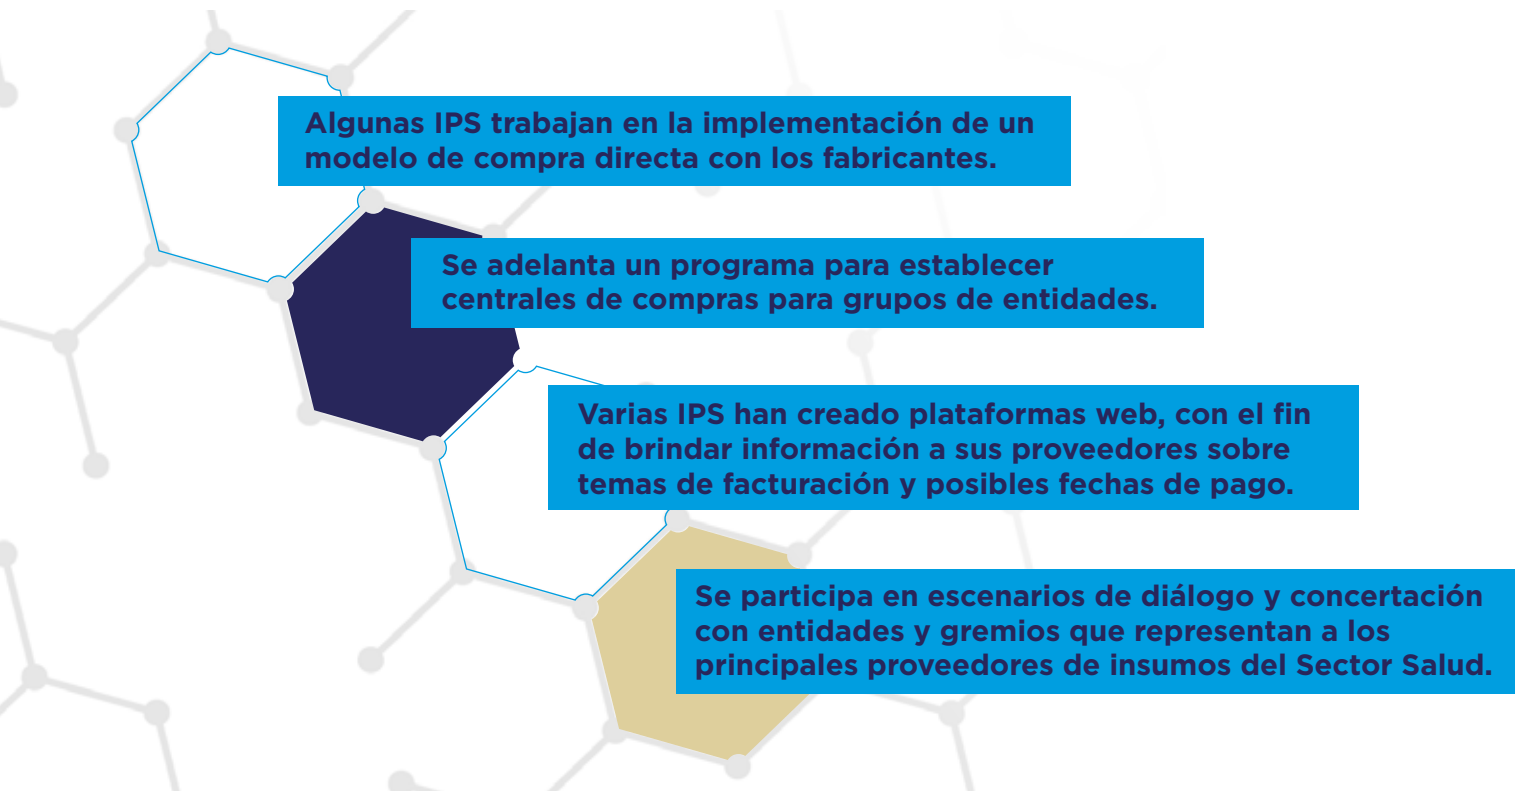 Algunas IPS trabajan en la implementación de un
modelo de compra directa con los fabricantes.
Se adelanta un programa para establecer
centrales de compras para grupos de entidades.
Varias IPS han creado plataformas web, con el fin
de brindar información a sus proveedores sobre
temas de facturación y posibles fechas de pago.
Se participa en escenarios de diálogo y concertación
con entidades y gremios que representan a los
principales proveedores de insumos del Sector Salud.